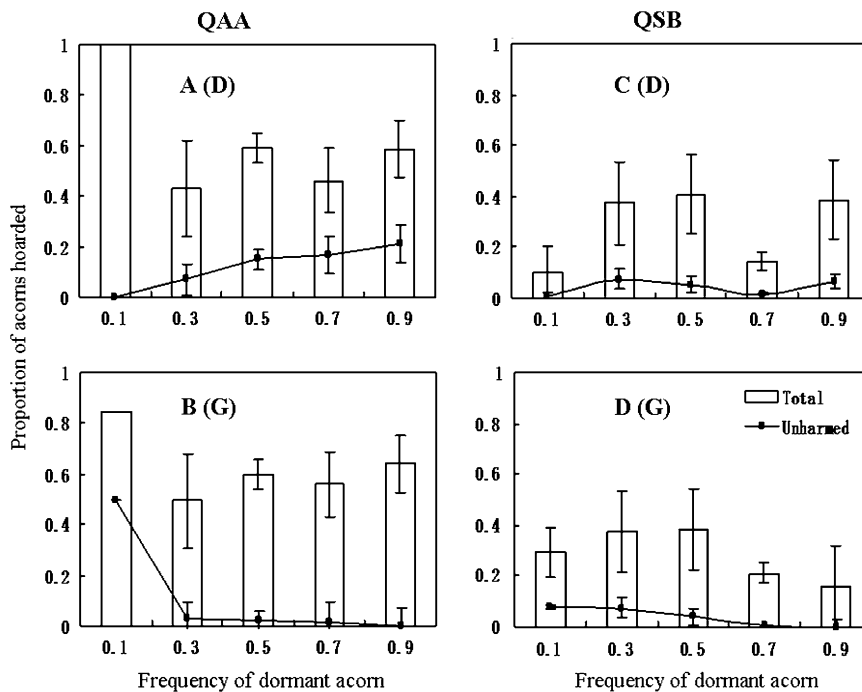 QAA
QSB
Proportion of acorns hoarded
A (D)
1
0.8
0.6
0.4
0.2
0
0.1 0.3 0.5 0.7 0.9
C (D)
1
0.8
0.6
0.4
0.2
0
0.1 0.3 0.5 0.7 0.9
B (G)
1
0.8
0.6
0.4
0.2
0
0.1 0.3 0.5 0.7 0.9
Frequency of dormant acorn
D (G)
Total
Unharmed
1
0.8
0.6
0.4
0.2
0
0.1 0.3 0.5 0.7 0.9
Frequency of dormant acorn